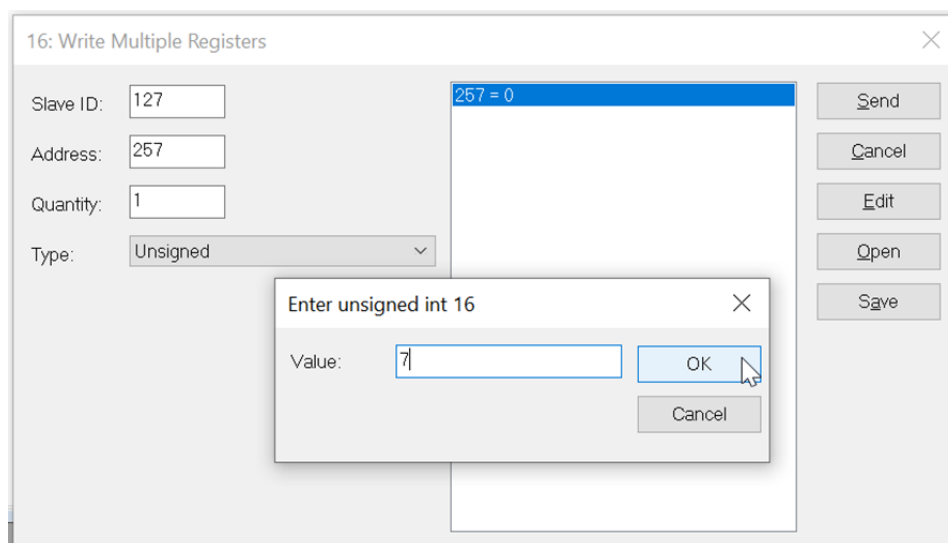 16: Write Multiple Registers
Slave ID: 127
Address: 257
Quantity: 1
Type: Unsigned
257 = 0
Send
Cancel
Edit
Open
Save
Enter unsigned int 16
Value: 7
OK
Cancel